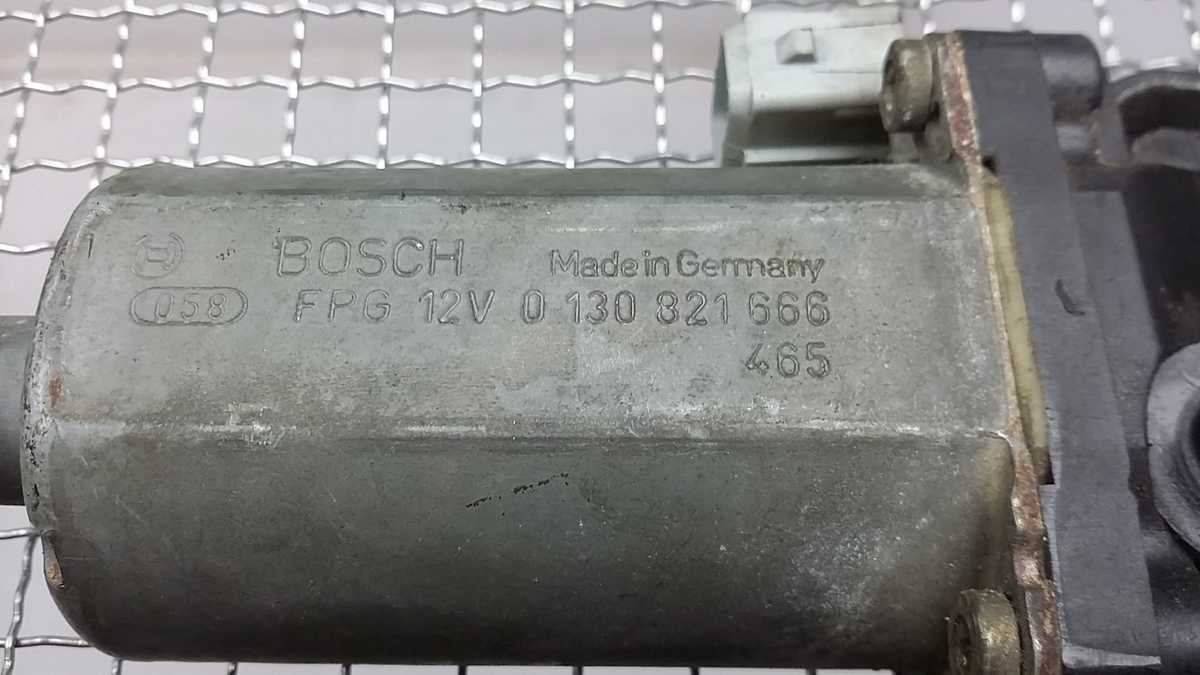 BOSCH Made in Germany
058 FPG 12V 0 130 821 666
465